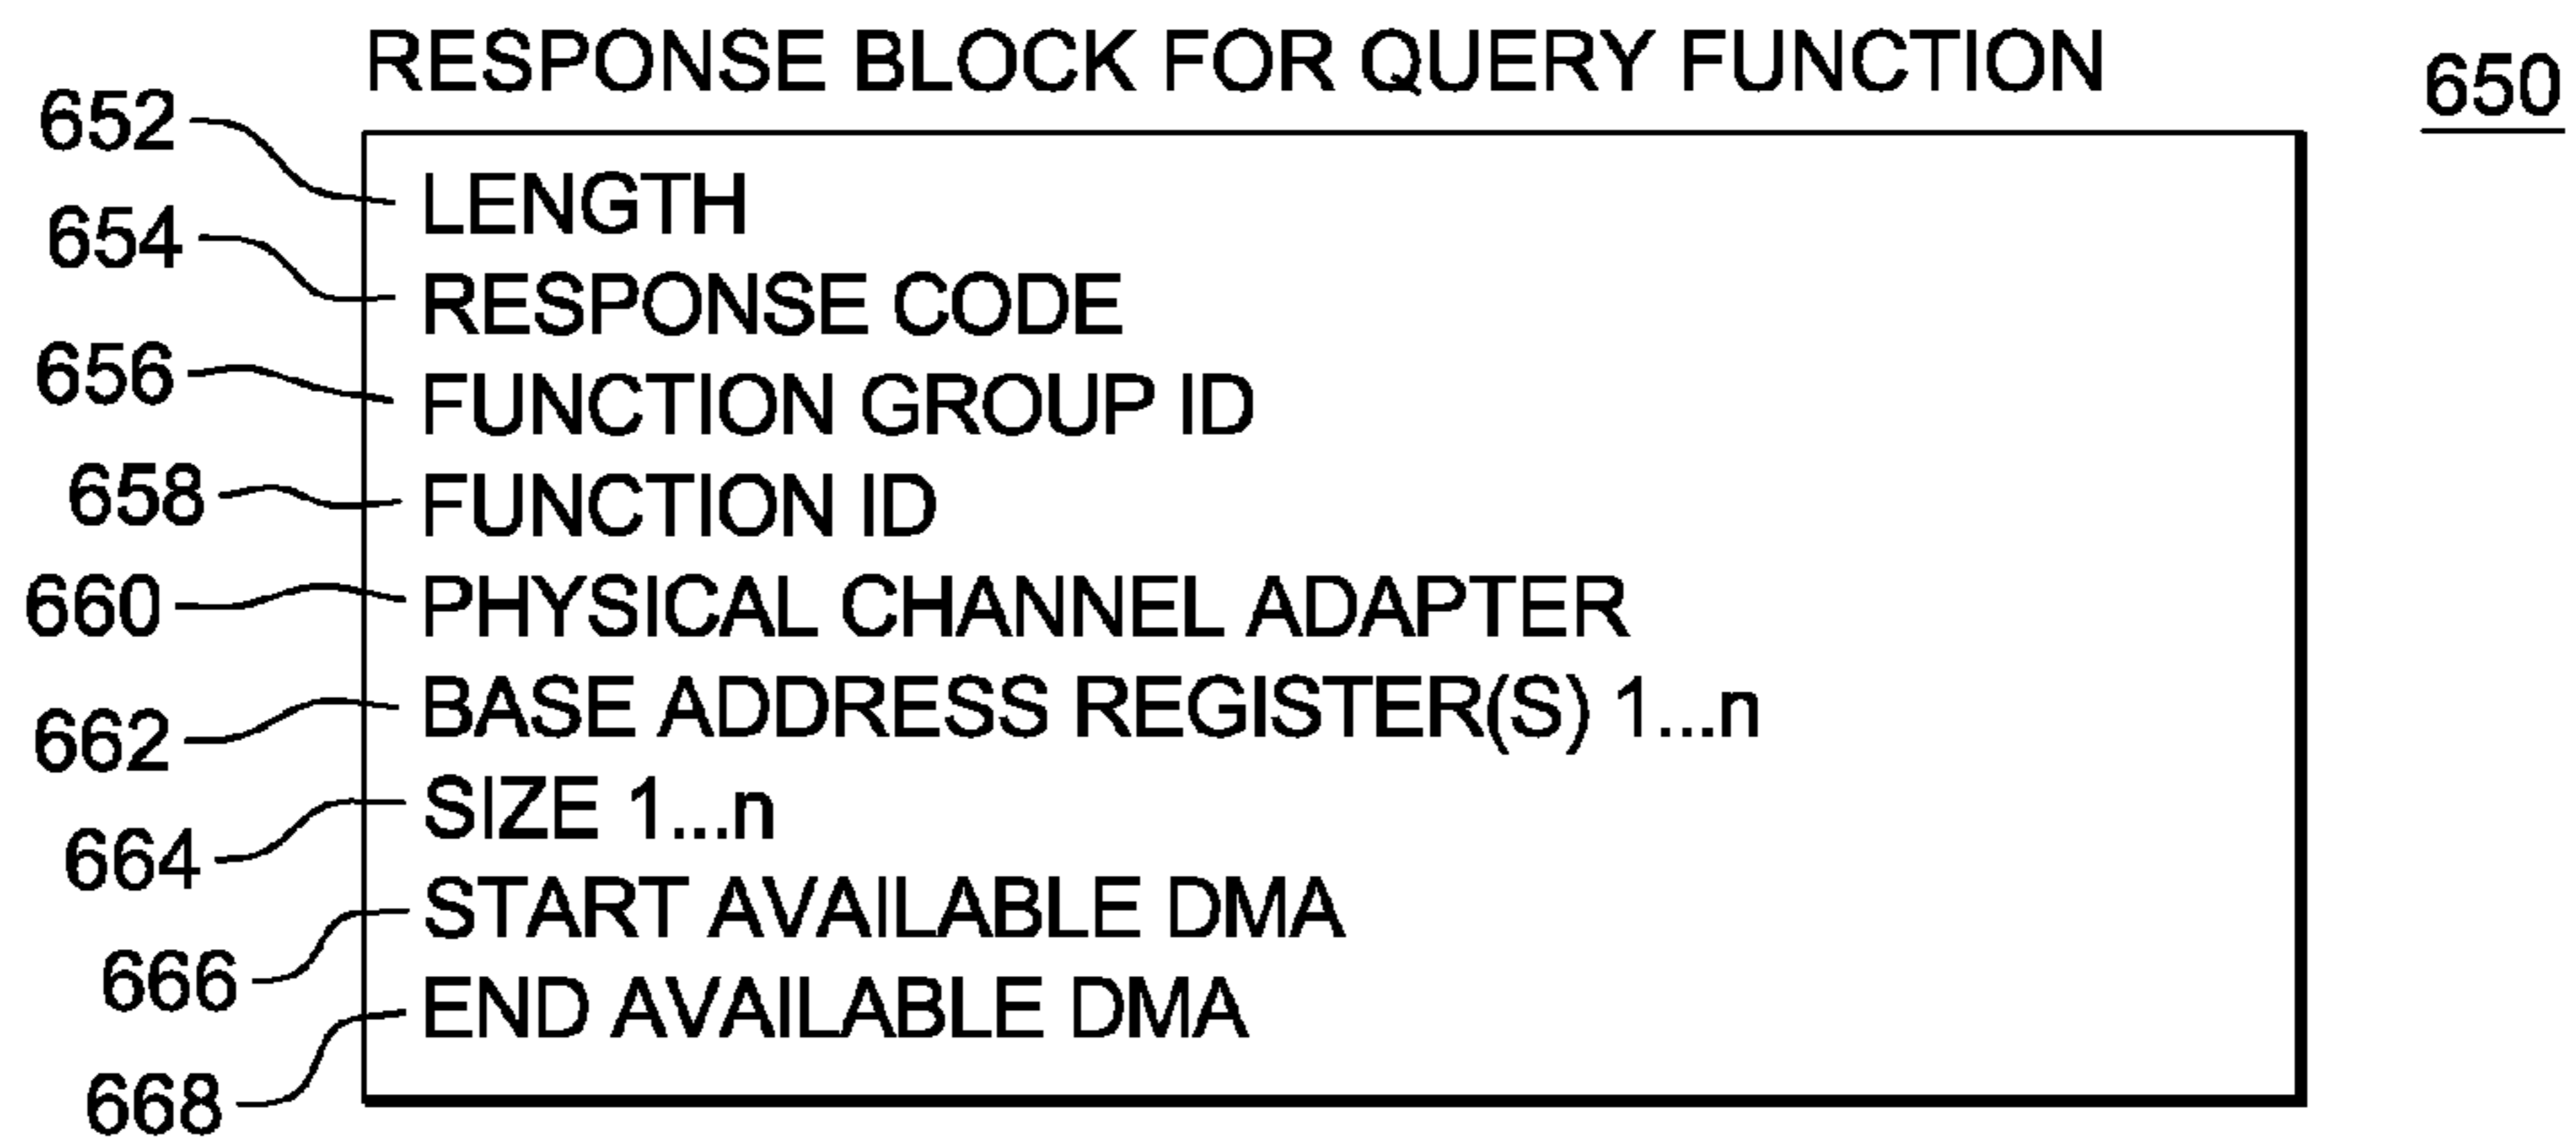 RESPONSE BLOCK FOR QUERY FUNCTION
650
652 LENGTH
654 RESPONSE CODE
656 FUNCTION GROUP ID
658 FUNCTION ID
660 PHYSICAL CHANNEL ADAPTER
662 BASE ADDRESS REGISTER(S) 1...n
664 SIZE 1...n
666 START AVAILABLE DMA
668 END AVAILABLE DMA